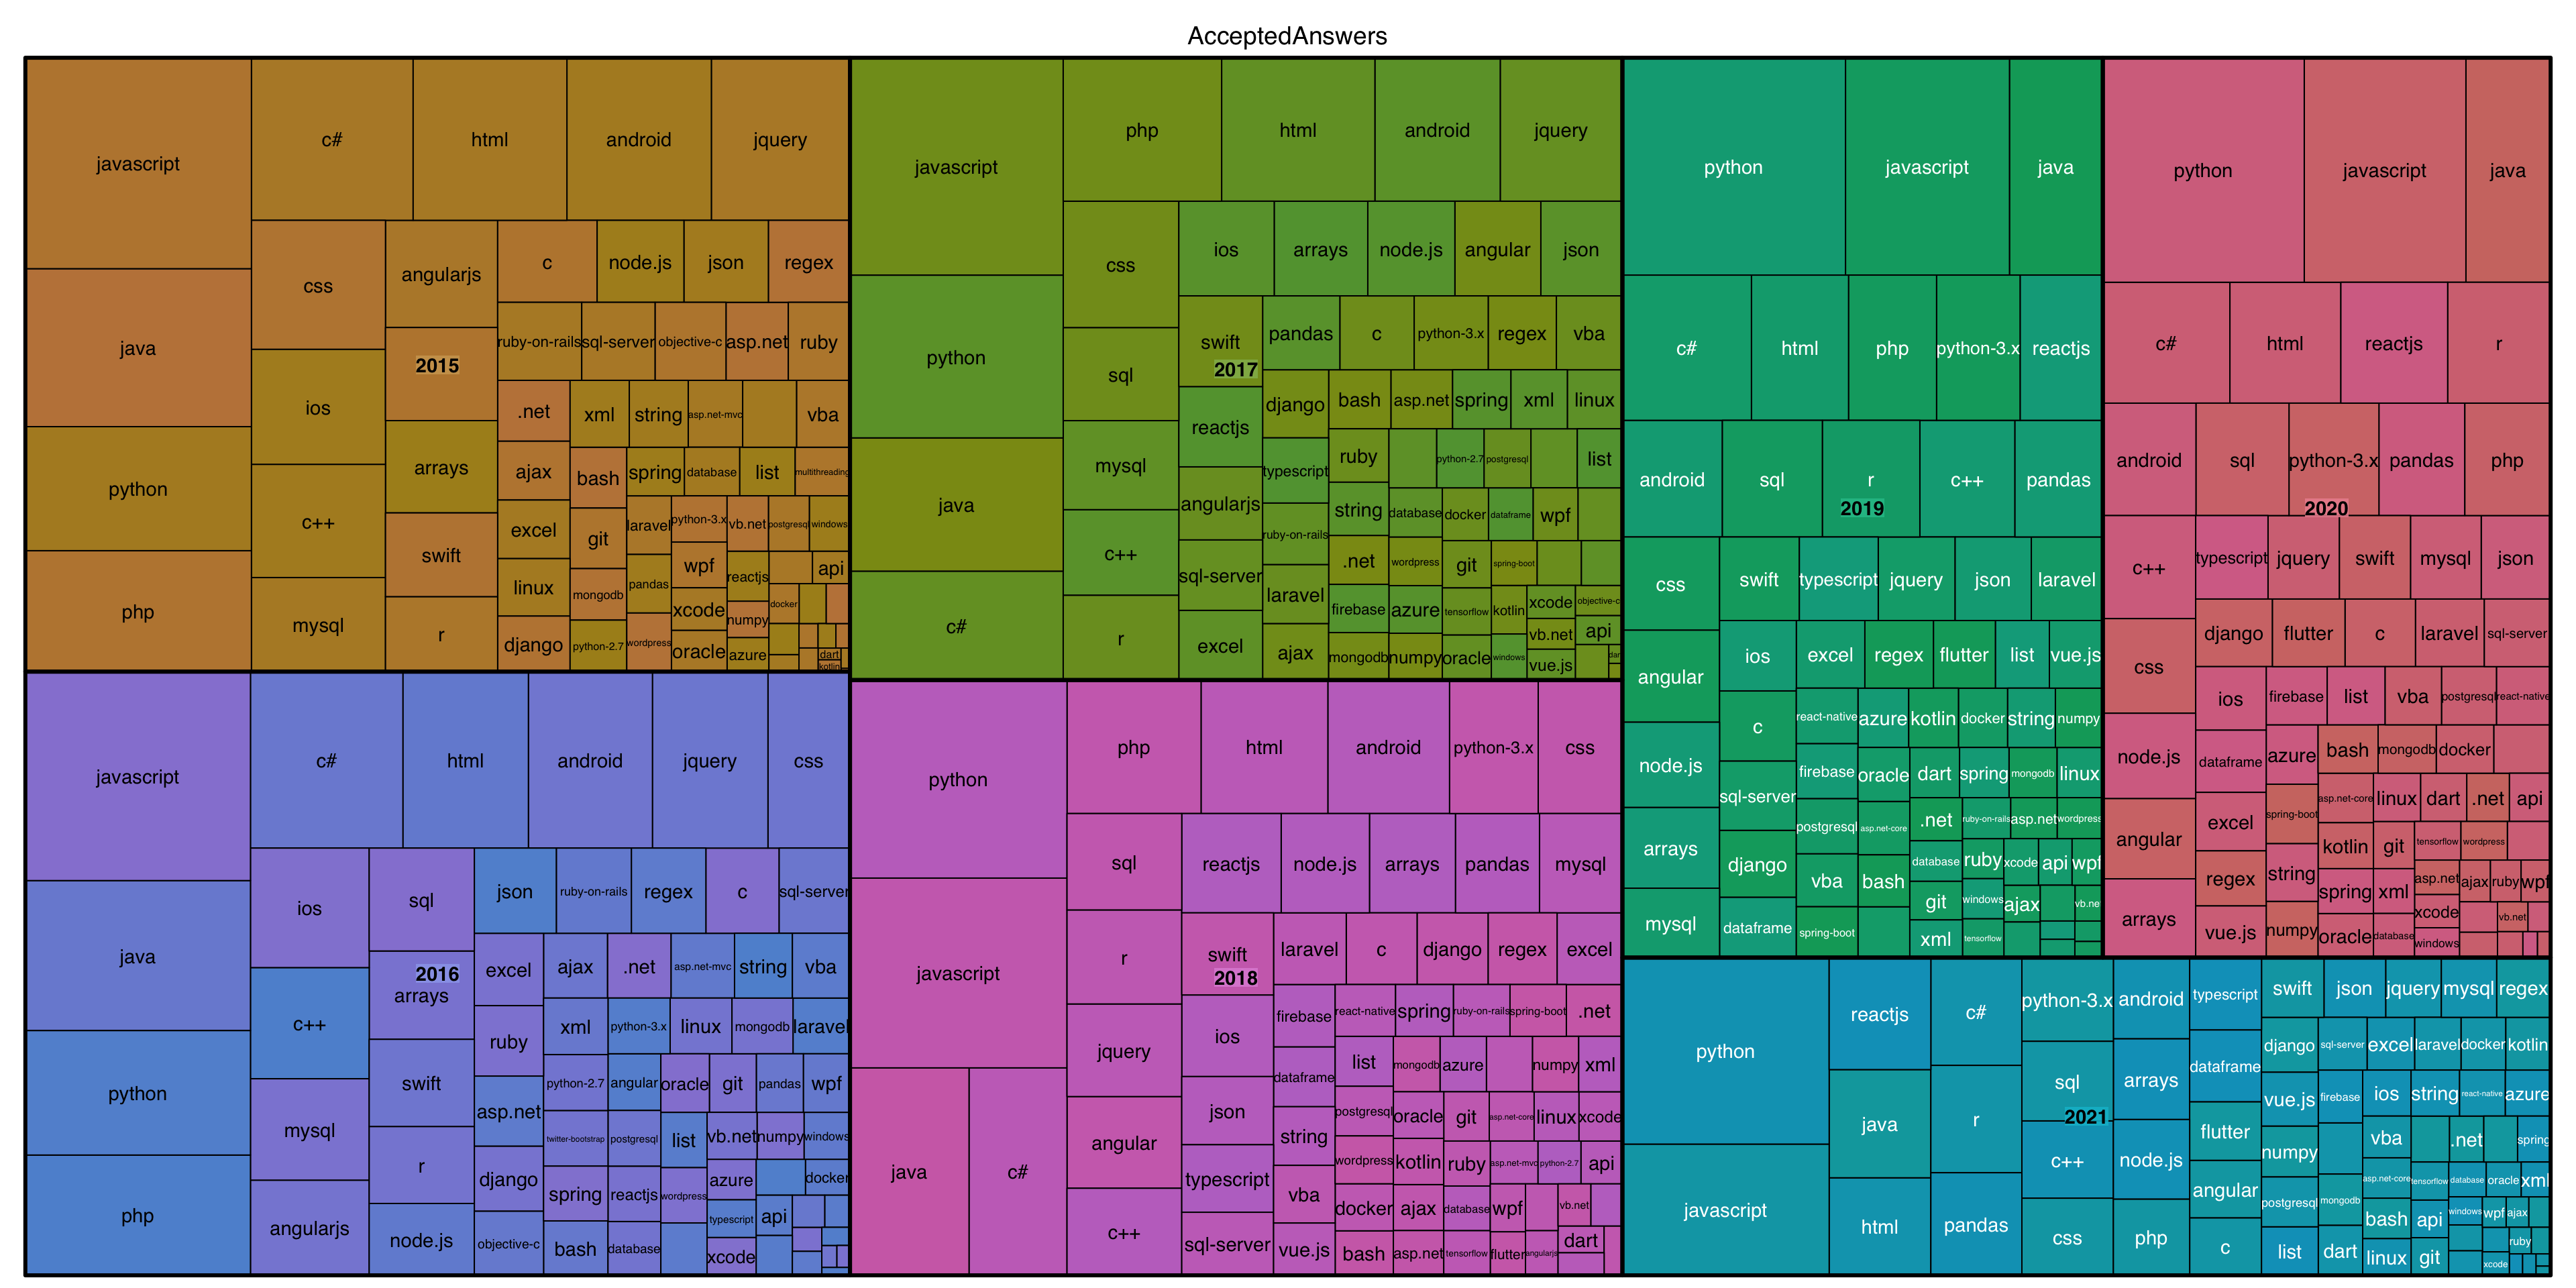 AcceptedAnswers
javascript
c#
html
android
jquery
java
css
angularjs
c
node.js
json
regex
ruby-on-rails
sql-server
objective-c
asp.net
ruby
2015
ios
.net
xml
string
asp.net-mvc
vba
python
arrays
ajax
bash
spring
database
list
multithreading
c++
excel
git
laravel
python-3.x
vb.net
postgresql
windows
swift
wpf
api
php
linux
mongodb
pandas
reactjs
xcode
docker
mysql
r
django
python-2.7
wordpress
numpy
oracle
azure
dart
kotlin
javascript
c#
html
android
jquery
css
java
ios
sql
json
ruby-on-rails
regex
c
sql-server
2016
arrays
excel
ajax
.net
asp.net-mvc
string
vba
c++
ruby
xml
python-3.x
linux
mongodb
laravel
python
swift
python-2.7
angular
oracle
git
pandas
wpf
mysql
asp.net
twitter-bootstrap
postgresql
list
vb.net
numpy
windows
php
r
django
spring
reactjs
wordpress
azure
docker
angularjs
node.js
objective-c
bash
database
typescript
api
xcode
javascript
php
html
android
jquery
css
ios
arrays
node.js
angular
json
python
sql
swift
2017
pandas
c
python-3.x
regex
vba
reactjs
django
bash
asp.net
spring
xml
linux
java
mysql
angularjs
typescript
ruby
python-2.7
postgresql
list
string
database
docker
dataframe
wpf
ruby-on-rails
c++
sql-server
.net
wordpress
git
spring-boot
c#
r
excel
laravel
firebase
azure
tensorflow
kotlin
xcode
objective-c
vb.net
api
ajax
mongodb
numpy
oracle
windows
vue.js
dar
python
php
html
android
python-3.x
css
sql
reactjs
node.js
arrays
pandas
mysql
javascript
r
swift
2018
laravel
c
django
regex
excel
ios
firebase
react-native
spring
ruby-on-rails
spring-boot
.net
jquery
json
dataframe
list
mongodb
azure
numpy
xml
java
c#
angular
typescript
string
postgresql
oracle
git
asp.net-core
linux
xcode
vba
wordpress
kotlin
ruby
asp.net-mvc
python-2.7
api
c++
sql-server
vue.js
docker
ajax
database
wpf
vb.net
bash
asp.net
tensorflow
flutter
angularjs
dart
python
javascript
java
c#
html
php
python-3.x
reactjs
android
sql
r
2019
c++
pandas
css
swift
typescript
jquery
json
laravel
angular
ios
excel
regex
flutter
list
vue.js
node.js
c
react-native
azure
kotlin
docker
string
numpy
sql-server
firebase
oracle
dart
spring
mongodb
linux
arrays
django
postgresql
asp.net-core
.net
ruby-on-rails
asp.net
wordpress
vba
bash
database
ruby
xcode
api
wpf
mysql
dataframe
spring-boot
git
windows
ajax
vb.ne
xml
tensorflow
python
javascript
java
c#
html
reactjs
r
android
sql
python-3.x
pandas
php
2020
c++
typescript
jquery
swift
mysql
json
css
django
flutter
c
laravel
sql-server
node.js
ios
firebase
list
vba
postgresql
react-native
dataframe
azure
bash
mongodb
docker
angular
excel
spring-boot
asp.net-core
linux
dart
.net
api
kotlin
git
tensorflow
wordpress
arrays
regex
string
spring
xml
asp.net
ajax
ruby
wpf
vue.js
numpy
oracle
database
xcode
windows
vb.net
python
reactjs
c#
python-3.x
android
typescript
swift
json
jquery
mysql
regex
javascript
java
r
sql
2021
arrays
dataframe
django
sql-server
excel
laravel
docker
kotlin
html
pandas
c++
node.js
flutter
vue.js
firebase
ios
string
react-native
azure
css
php
angular
numpy
vba
.net
spring
c
postgresql
mongodb
asp.net-core
tensorflow
database
oracle
xml
list
dart
bash
api
windows
wpf
ajax
linux
git
ruby
xcode